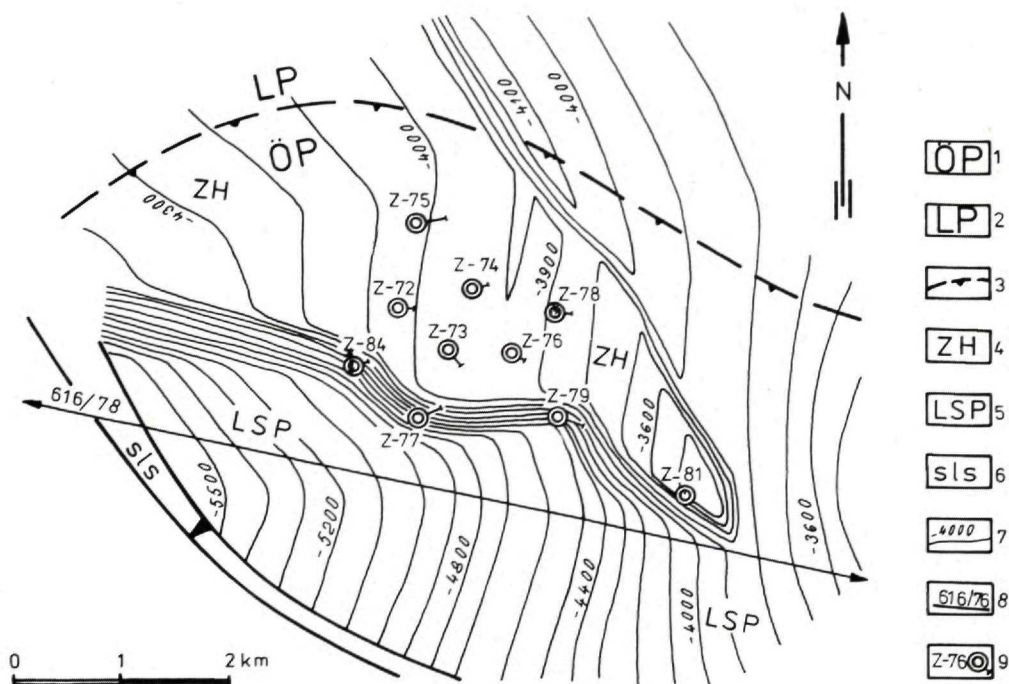 LP
ÖP
ZH
-4300
-4000
-4100
-4000
N
Z-75
Z-74
-3900
Z-72
Z-78
Z-73
Z-76
ZH
Z-84
Z-79
Z-77
616/78
LSP
sls
-3600
Z-81
-5500
-5200
-4800
-4400
-4000
LSP
-3600
0 1 2 km
ÖP 1
LP 2
3
ZH 4
LSP 5
sls 6
-4000 7
616/76 8
Z-76 9